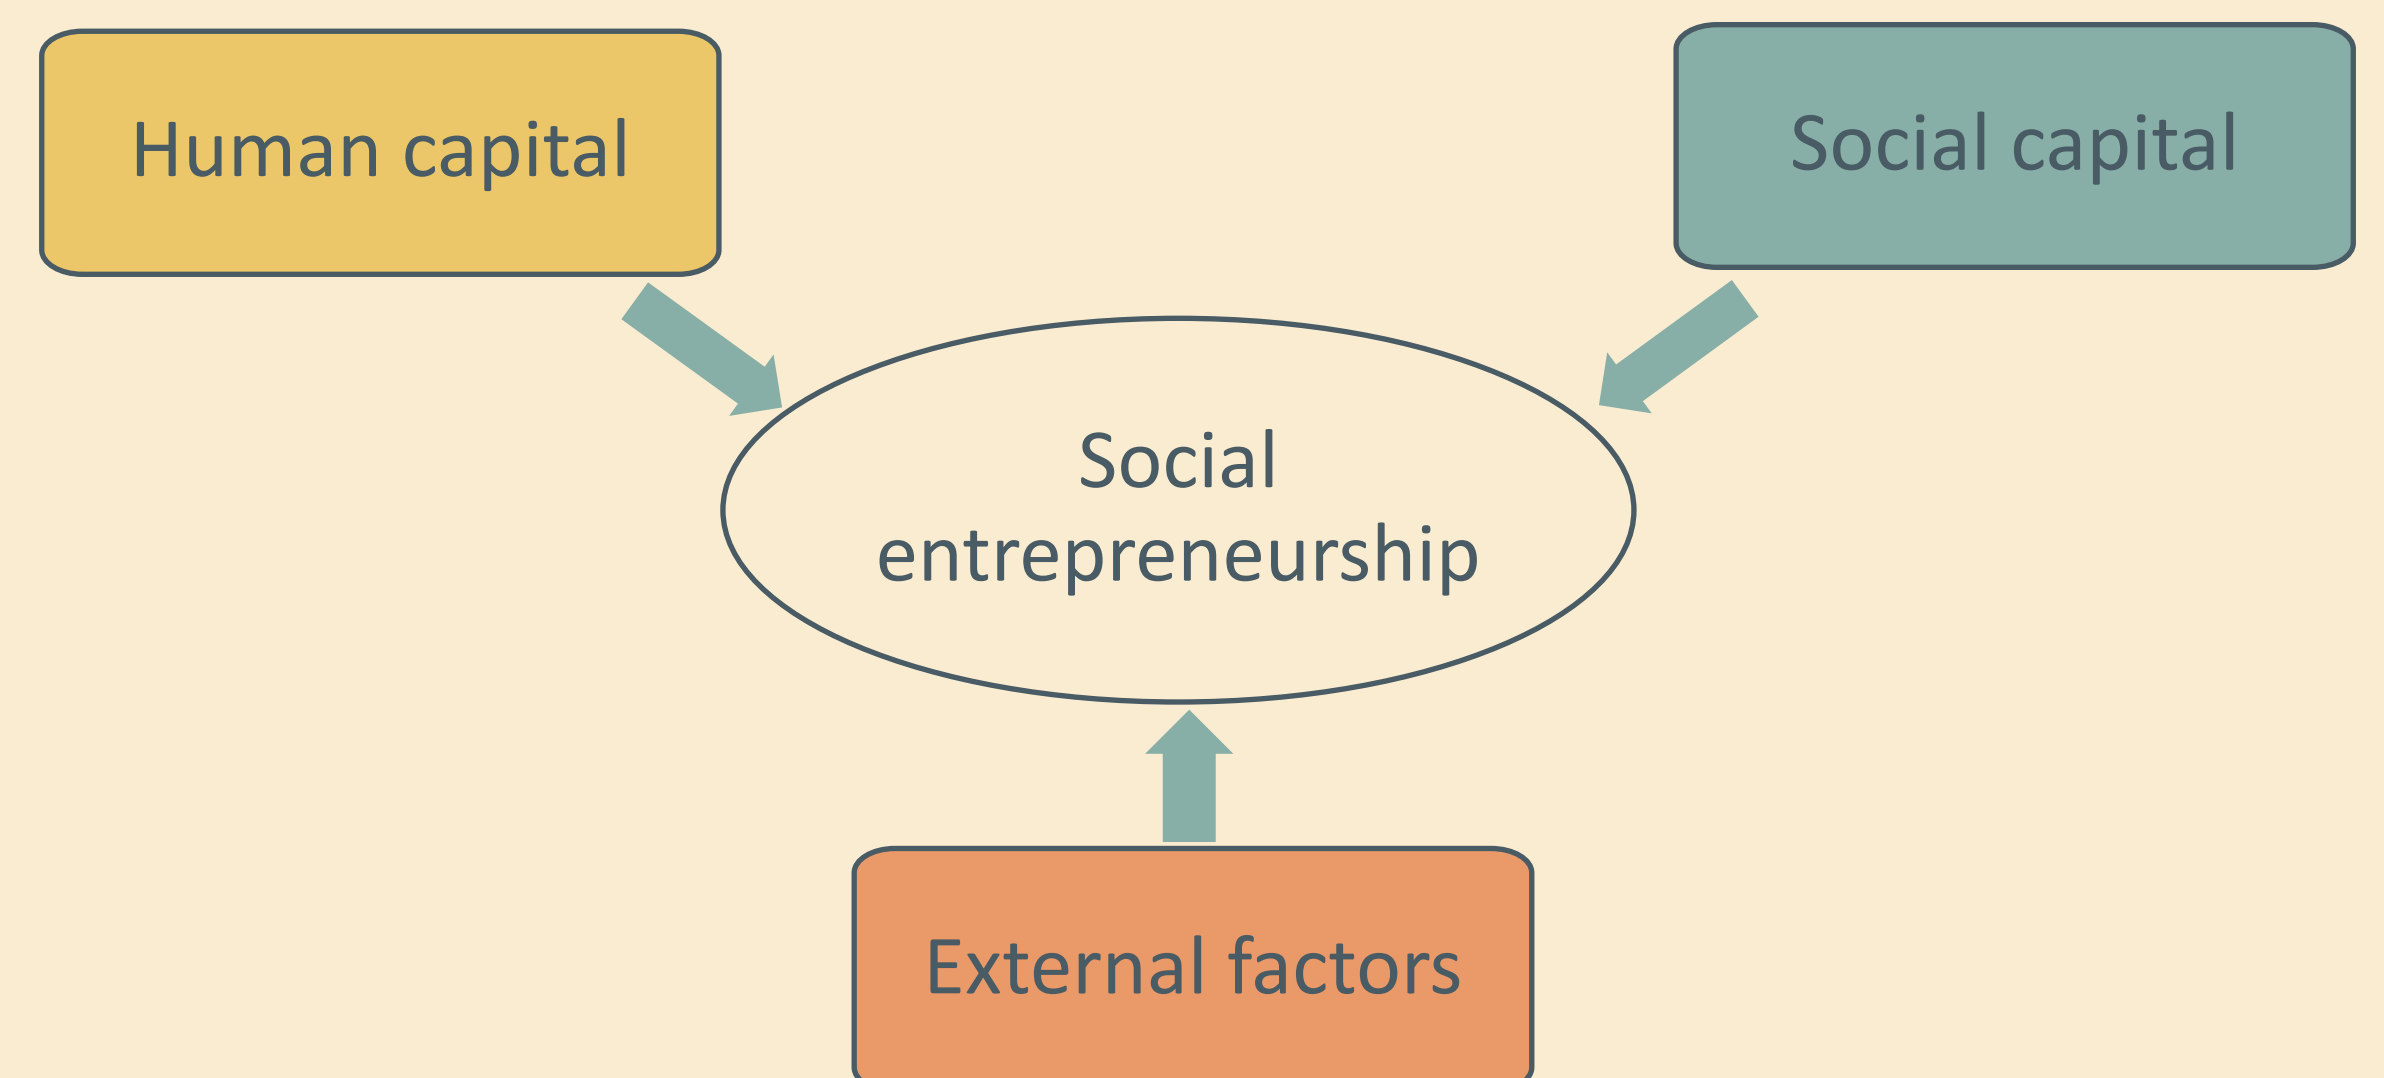 Human capital
Social capital
Social
entrepreneurship
External factors